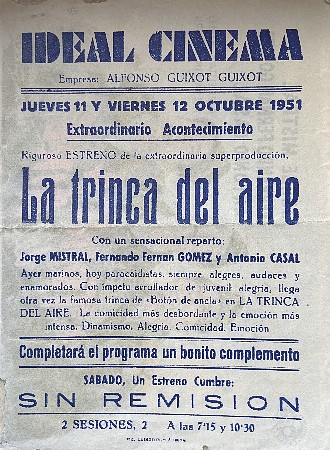 IDEAL CINEMA
Empresa: ALFONSO GUIXOT GUIXOT
JUEVES 11 Y VIERNES 12 OCTUBRE 1951
Extraordinario Acontecimiento
Riguroso ESTRENO de la extraordinaria superproducción,
La trinca del aire
Con un sensacional reparto:
Jorge MISTRAL, Fernando Fernan GOMEZ y Antonio CASAL
Ayer marinos, hoy paracaidistas, siempre alegres, audaces y
enamorados. Con ímpetu arrollador de juvenil alegría, llega
otra vez la famosa trinca de «Botón de ancla» en LA TRINCA
DEL AIRE. La comicidad más desbordante y la emoción más
intensa. Dinamismo, Alegría, Comicidad, Emoción
Completará el programa un bonito complemento
SABADO, Un Estreno Cumbre:
SIN REMISION
2 SESIONES, 2 A las 7'15 y 10'30